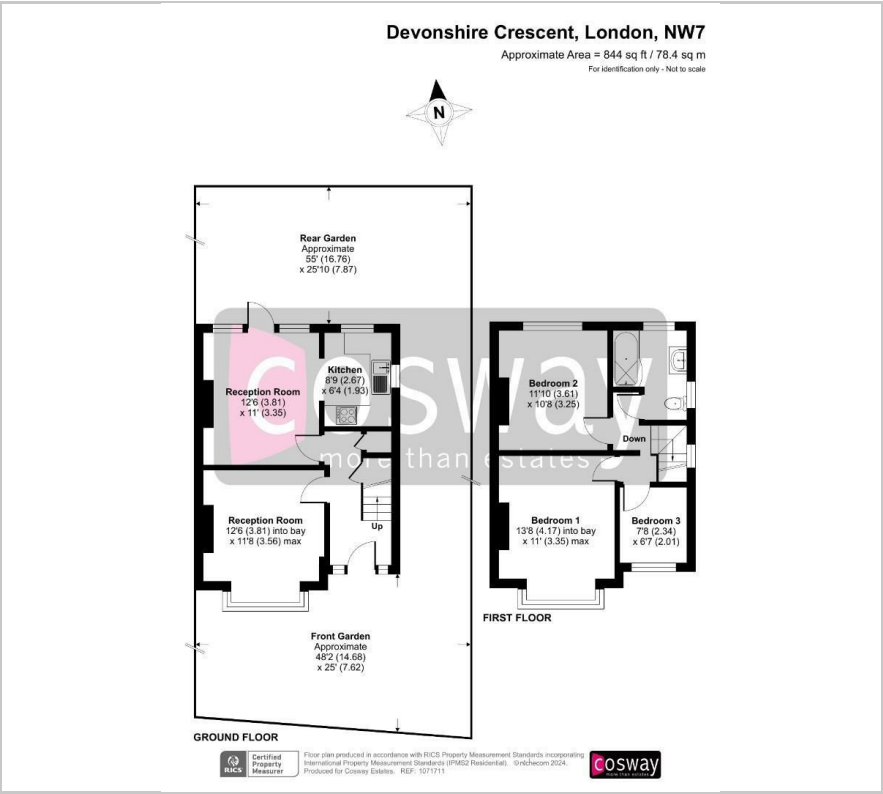 Devonshire Crescent, London, NW7
Approximate Area = 844 sq ft / 78.4 sq m
For identification only - Not to scale
N
Rear Garden
Approximate
55' (16.76)
x 25'10 (7.87)
Kitchen
8'9 (2.67)
x 6'4 (1.93)
Reception Room
12'6 (3.81)
x 11' (3.35)
Bedroom 2
11'10 (3.61)
x 10'8 (3.25)
cosway
more than estates
Down
Reception Room
12'6 (3.81) into bay
x 11'8 (3.56) max
Up
Bedroom 1
13'8 (4.17) into bay
x 11' (3.35) max
Bedroom 3
7'8 (2.34)
x 6'7 (2.01)
FIRST FLOOR
Front Garden
Approximate
48'2 (14.68)
x 25' (7.62)
GROUND FLOOR
RICS
Certified
Property
Measurer
Floor plan produced in accordance with RICS Property Measurement Standards incorporating
International Property Measurement Standards (IPMS2 Residential). ©nichecom 2024.
Produced for Cosway Estates. REF: 1071711
cosway
more than estates